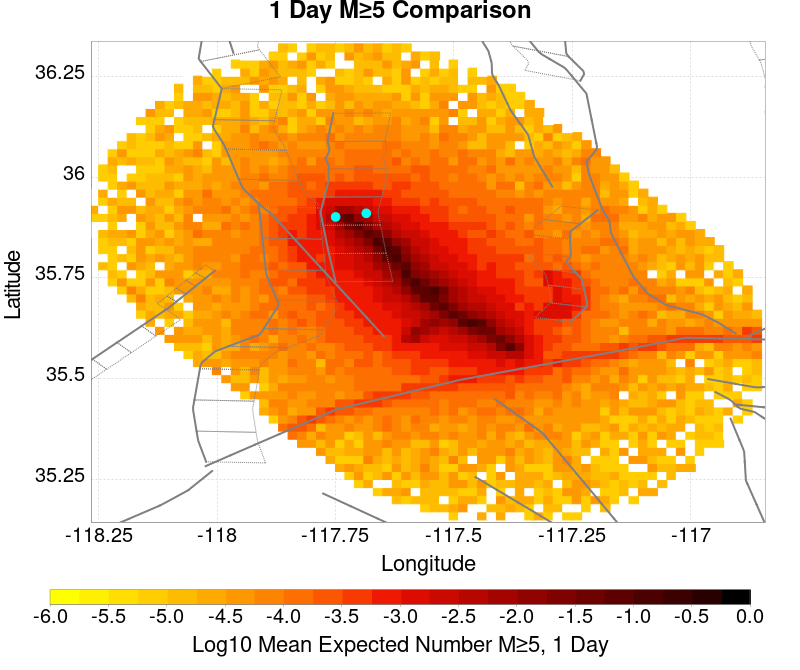 1 Day M≥5 Comparison
36.25
36
35.75
35.5
35.25
Latitude
-118.25 -118 -117.75 -117.5 -117.25 -117
Longitude
-6.0 -5.5 -5.0 -4.5 -4.0 -3.5 -3.0 -2.5 -2.0 -1.5 -1.0 -0.5 0.0
Log10 Mean Expected Number M≥5, 1 Day